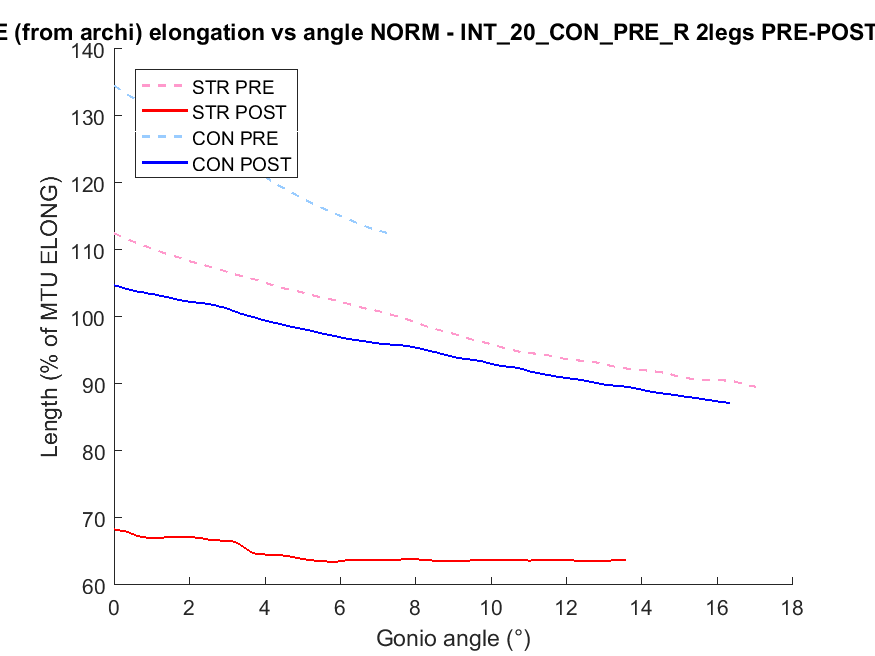 E (from archi) elongation vs angle NORM - INT_20_CON_PRE_R 2legs PRE-POST
140
130
120
110
100
90
80
70
60
Length (% of MTU ELONG)
STR PRE
STR POST
CON PRE
CON POST
0 2 4 6 8 10 12 14 16 18
Gonio angle (°)